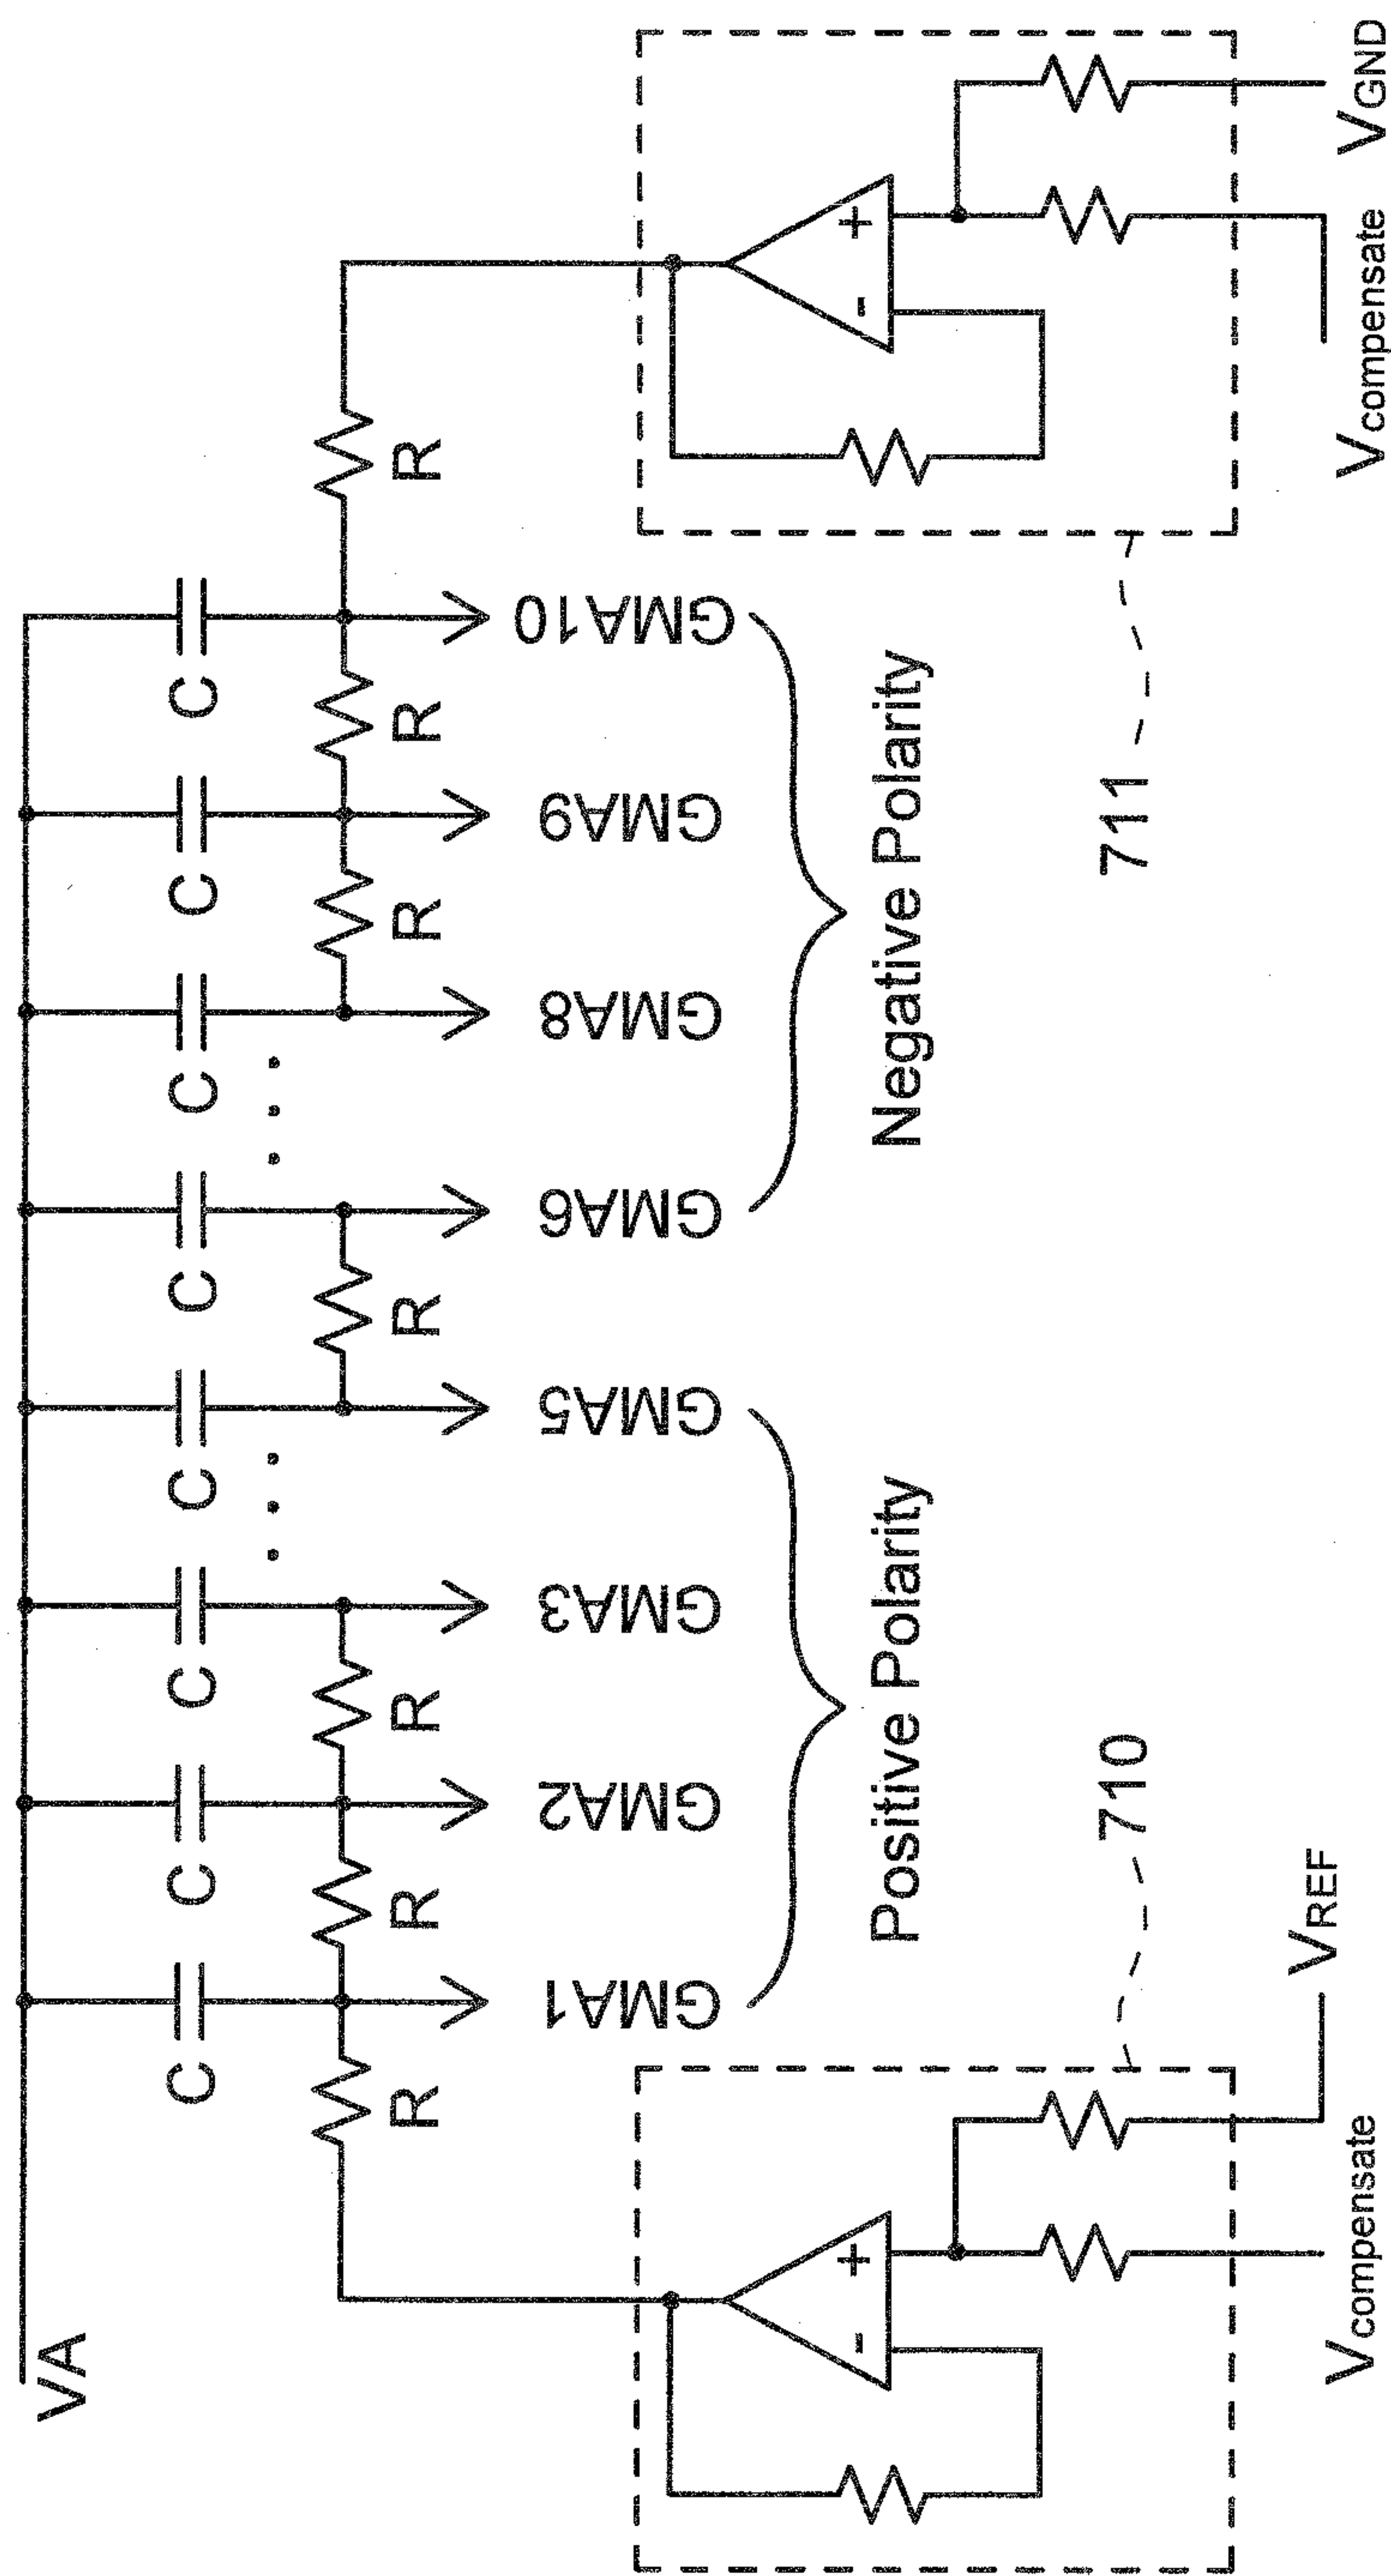 VA
C
C
C
C
C
C
C
C
R
R
R
R
R
R
R
GMA1
GMA2
GMA3
GMA5
GMA6
GMA8
GMA9
GMA10
Positive Polarity
Negative Polarity
-
+
-
+
710
711
Vcompensate
VREF
Vcompensate
VGND